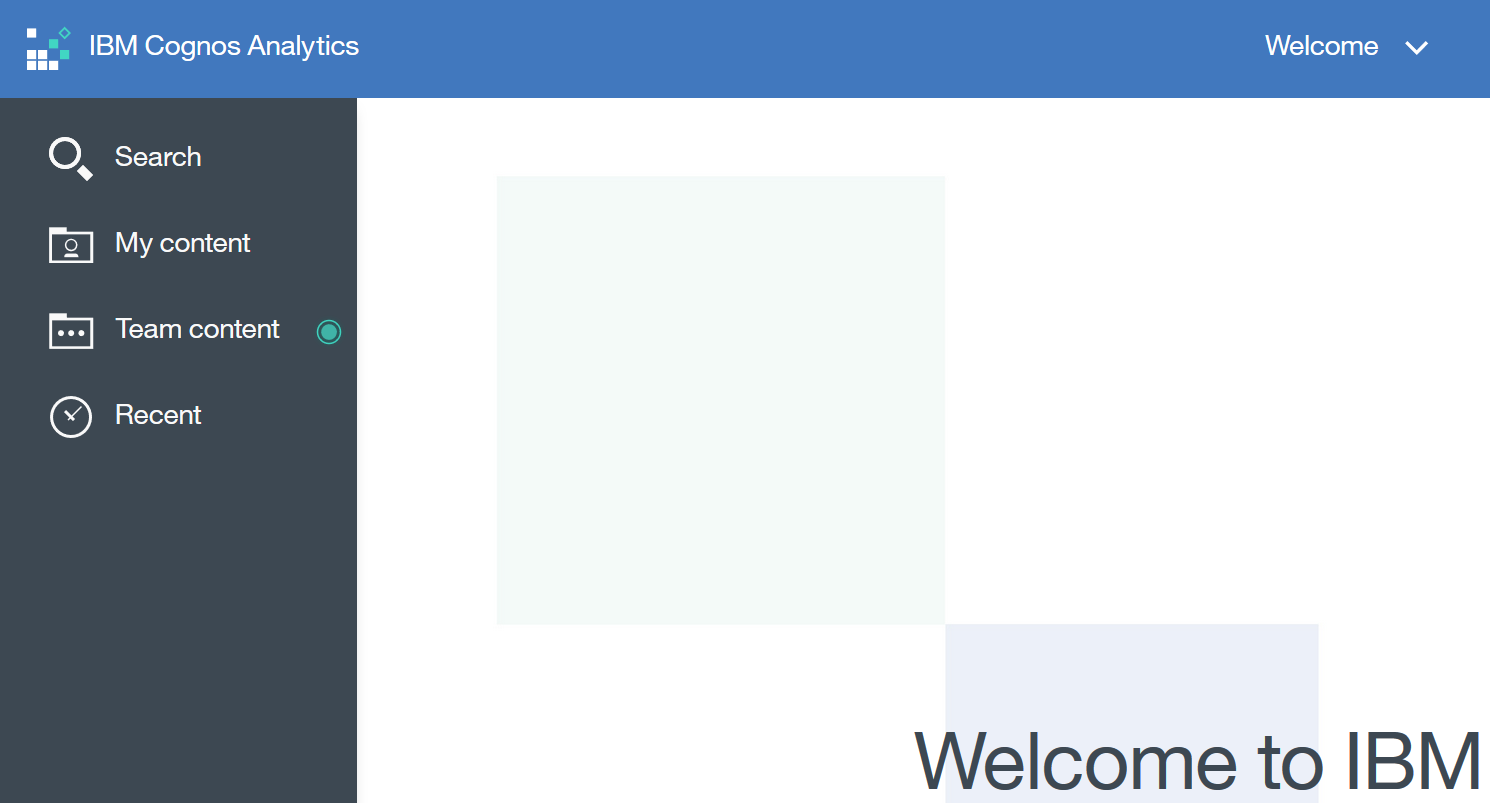 IBM Cognos Analytics
Welcome
Search
My content
Team content
Recent
Welcome to IBM